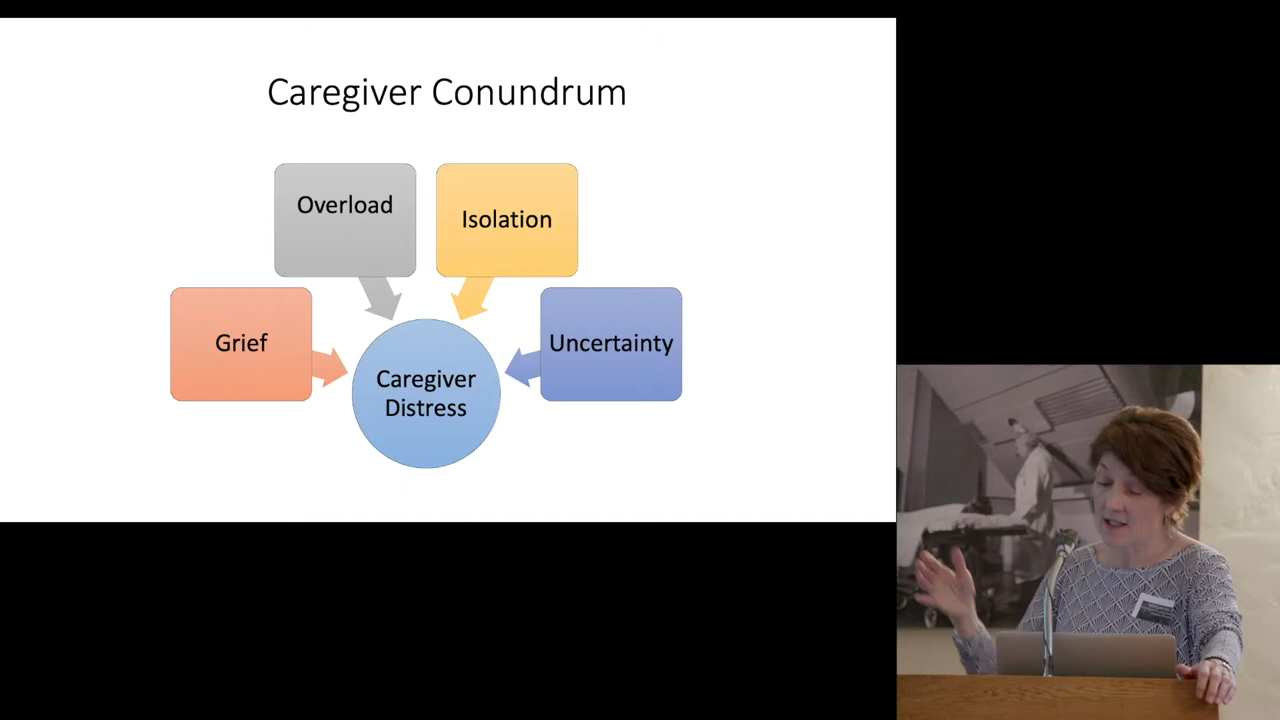 Caregiver Conundrum
Overload
Isolation
Grief
Uncertainty
Caregiver
Distress